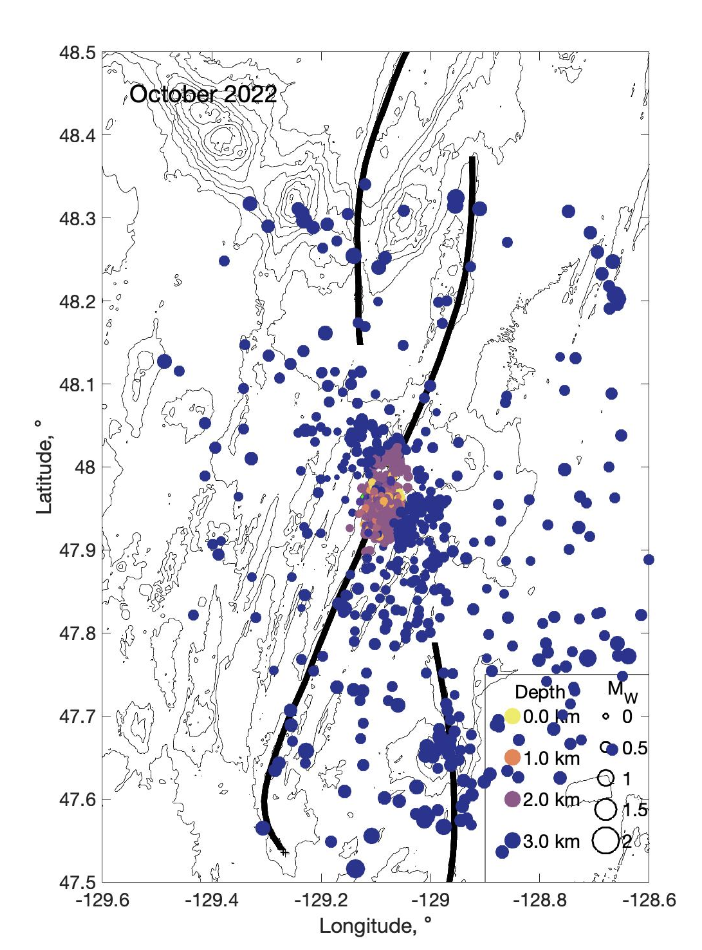 October 2022
48.5
48.4
48.3
48.2
48.1
48
47.9
47.8
47.7
47.6
47.5
Latitude, °
Depth M_W
0.0 km 0
1.0 km 0.5
2.0 km 1
3.0 km 1.5
2
-129.6 -129.4 -129.2 -129 -128.8 -128.6
Longitude, °